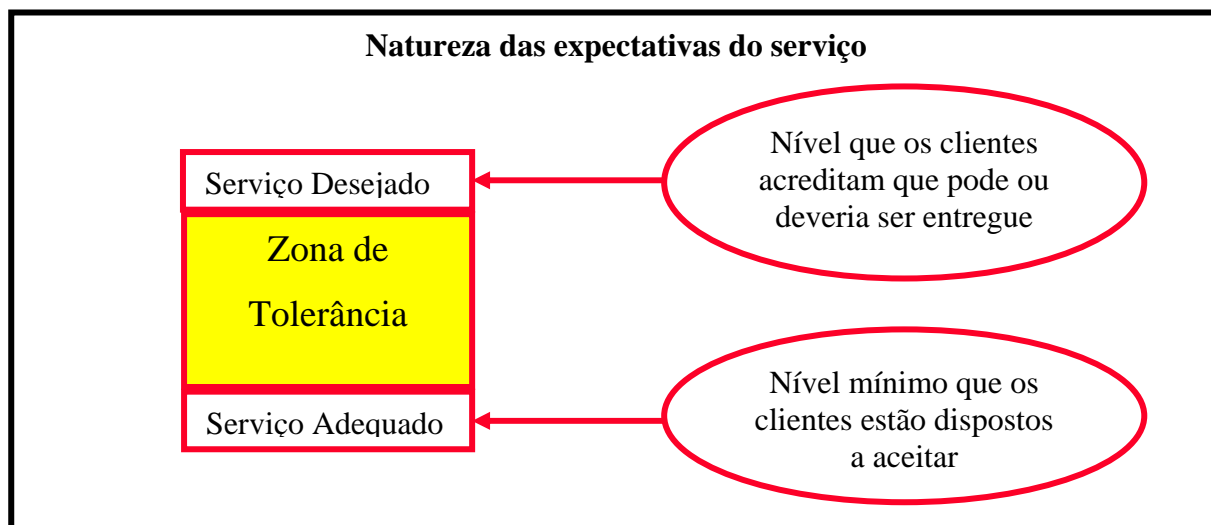 Natureza das expectativas do serviço
Nível que os clientes
acreditam que pode ou
deveria ser entregue
Serviço Desejado
Zona de
Tolerância
Nível mínimo que os
clientes estão dispostos
a aceitar
Serviço Adequado